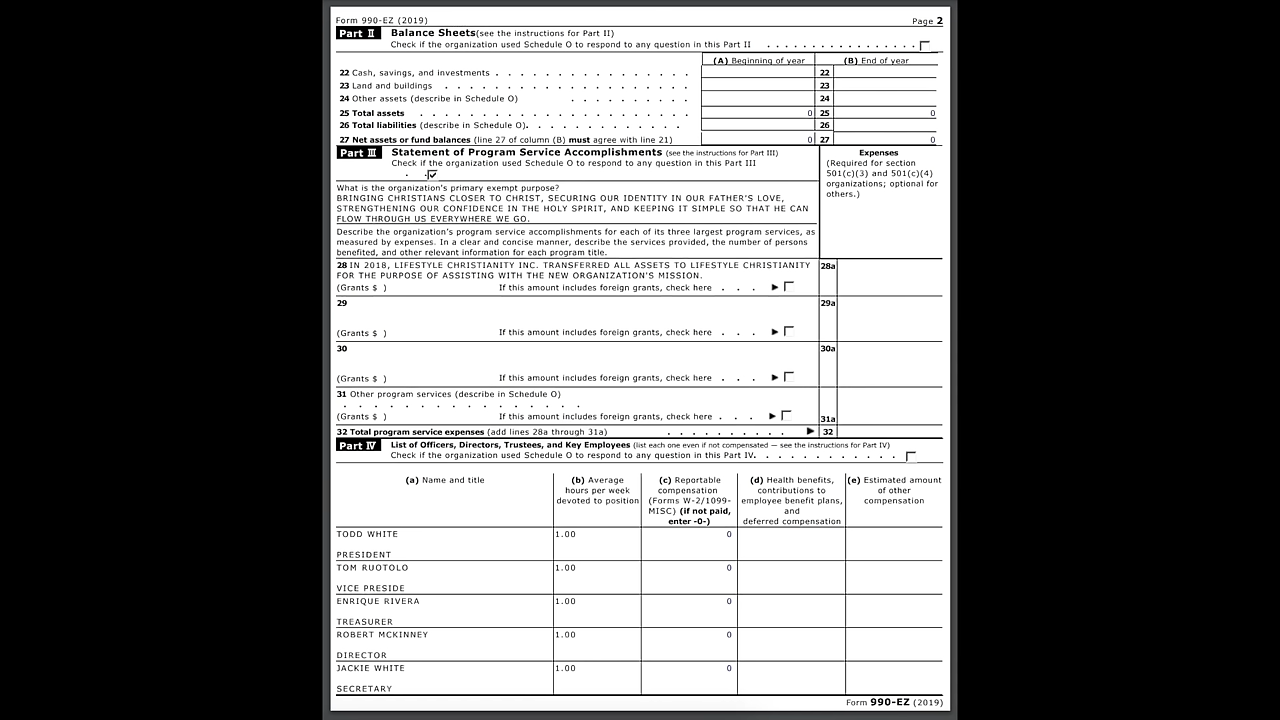 Form 990-EZ (2019) Page 2
Part II Balance Sheets(see the instructions for Part II)
Check if the organization used Schedule O to respond to any question in this Part II . . . . . . . . . . . . . . . . .
(A) Beginning of year (B) End of year
22 Cash, savings, and investments . . . . . . . . . . . . . . 22
23 Land and buildings . . . . . . . . . . . . . . . . . . 23
24 Other assets (describe in Schedule O) . . . . . . . . . 24
25 Total assets . . . . . . . . . . . . . . . . . . . . 0 25 0
26 Total liabilities (describe in Schedule O). . . . . . . . . . . 26
27 Net assets or fund balances (line 27 of column (B) must agree with line 21) 0 27 0
Part III Statement of Program Service Accomplishments (see the instructions for Part III)
Check if the organization used Schedule O to respond to any question in this Part III
. .
Expenses
(Required for section
501(c)(3) and 501(c)(4)
organizations; optional for
others.)
What is the organization's primary exempt purpose?
BRINGING CHRISTIANS CLOSER TO CHRIST, SECURING OUR IDENTITY IN OUR FATHER'S LOVE,
STRENGTHENING OUR CONFIDENCE IN THE HOLY SPIRIT, AND KEEPING IT SIMPLE SO THAT HE CAN
FLOW THROUGH US EVERYWHERE WE GO.
Describe the organization's program service accomplishments for each of its three largest program services, as
measured by expenses. In a clear and concise manner, describe the services provided, the number of persons
benefited, and other relevant information for each program title.
28 IN 2018, LIFESTYLE CHRISTIANITY INC. TRANSFERRED ALL ASSETS TO LIFESTYLE CHRISTIANITY 28a
FOR THE PURPOSE OF ASSISTING WITH THE NEW ORGANIZATION'S MISSION.
(Grants $ ) If this amount includes foreign grants, check here . . . ▶
29 29a
(Grants $ ) If this amount includes foreign grants, check here . . . ▶
30 30a
(Grants $ ) If this amount includes foreign grants, check here . . . ▶
31 Other program services (describe in Schedule O)
. . . . . . . . . . . . . . . .
(Grants $ ) If this amount includes foreign grants, check here . . . ▶ 31a
32 Total program service expenses (add lines 28a through 31a) . . . . . . . . . . ▶ 32
Part IV List of Officers, Directors, Trustees, and Key Employees (list each one even if not compensated — see the instructions for Part IV)
Check if the organization used Schedule O to respond to any question in this Part IV. . . . . . . . . . . .
(a) Name and title
(b) Average
hours per week
devoted to position
(c) Reportable
compensation
(Forms W-2/1099-
MISC) (if not paid,
enter -0-)
(d) Health benefits,
contributions to
employee benefit plans,
and
deferred compensation
(e) Estimated amount
of other
compensation
TODD WHITE 1.00 0
PRESIDENT
TOM RUOTOLO 1.00 0
VICE PRESIDE
ENRIQUE RIVERA 1.00 0
TREASURER
ROBERT MCKINNEY 1.00 0
DIRECTOR
JACKIE WHITE 1.00 0
SECRETARY
Form 990-EZ (2019)